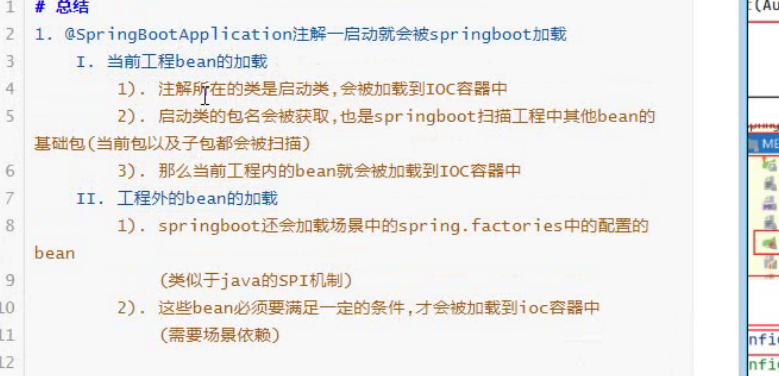 1 # 总结
2 1. @SpringBootApplication注解一启动就会被springboot加载
3 I. 当前工程bean的加载
4 1). 注解所在的类是启动类,会被加载到IOC容器中
5 2). 启动类的包名会被获取,也是springboot扫描工程中其他bean的
基础包(当前包以及子包都会被扫描)
6 3). 那么当前工程内的bean就会被加载到IOC容器中
7 II. 工程外的bean的加载
8 1). springboot还会加载场景中的spring.factories中的配置的
bean
9 (类似于java的SPI机制)
10 2). 这些bean必须要满足一定的条件,才会被加载到ioc容器中
11 (需要场景依赖)
12
(Au
ME
nfi
nfi